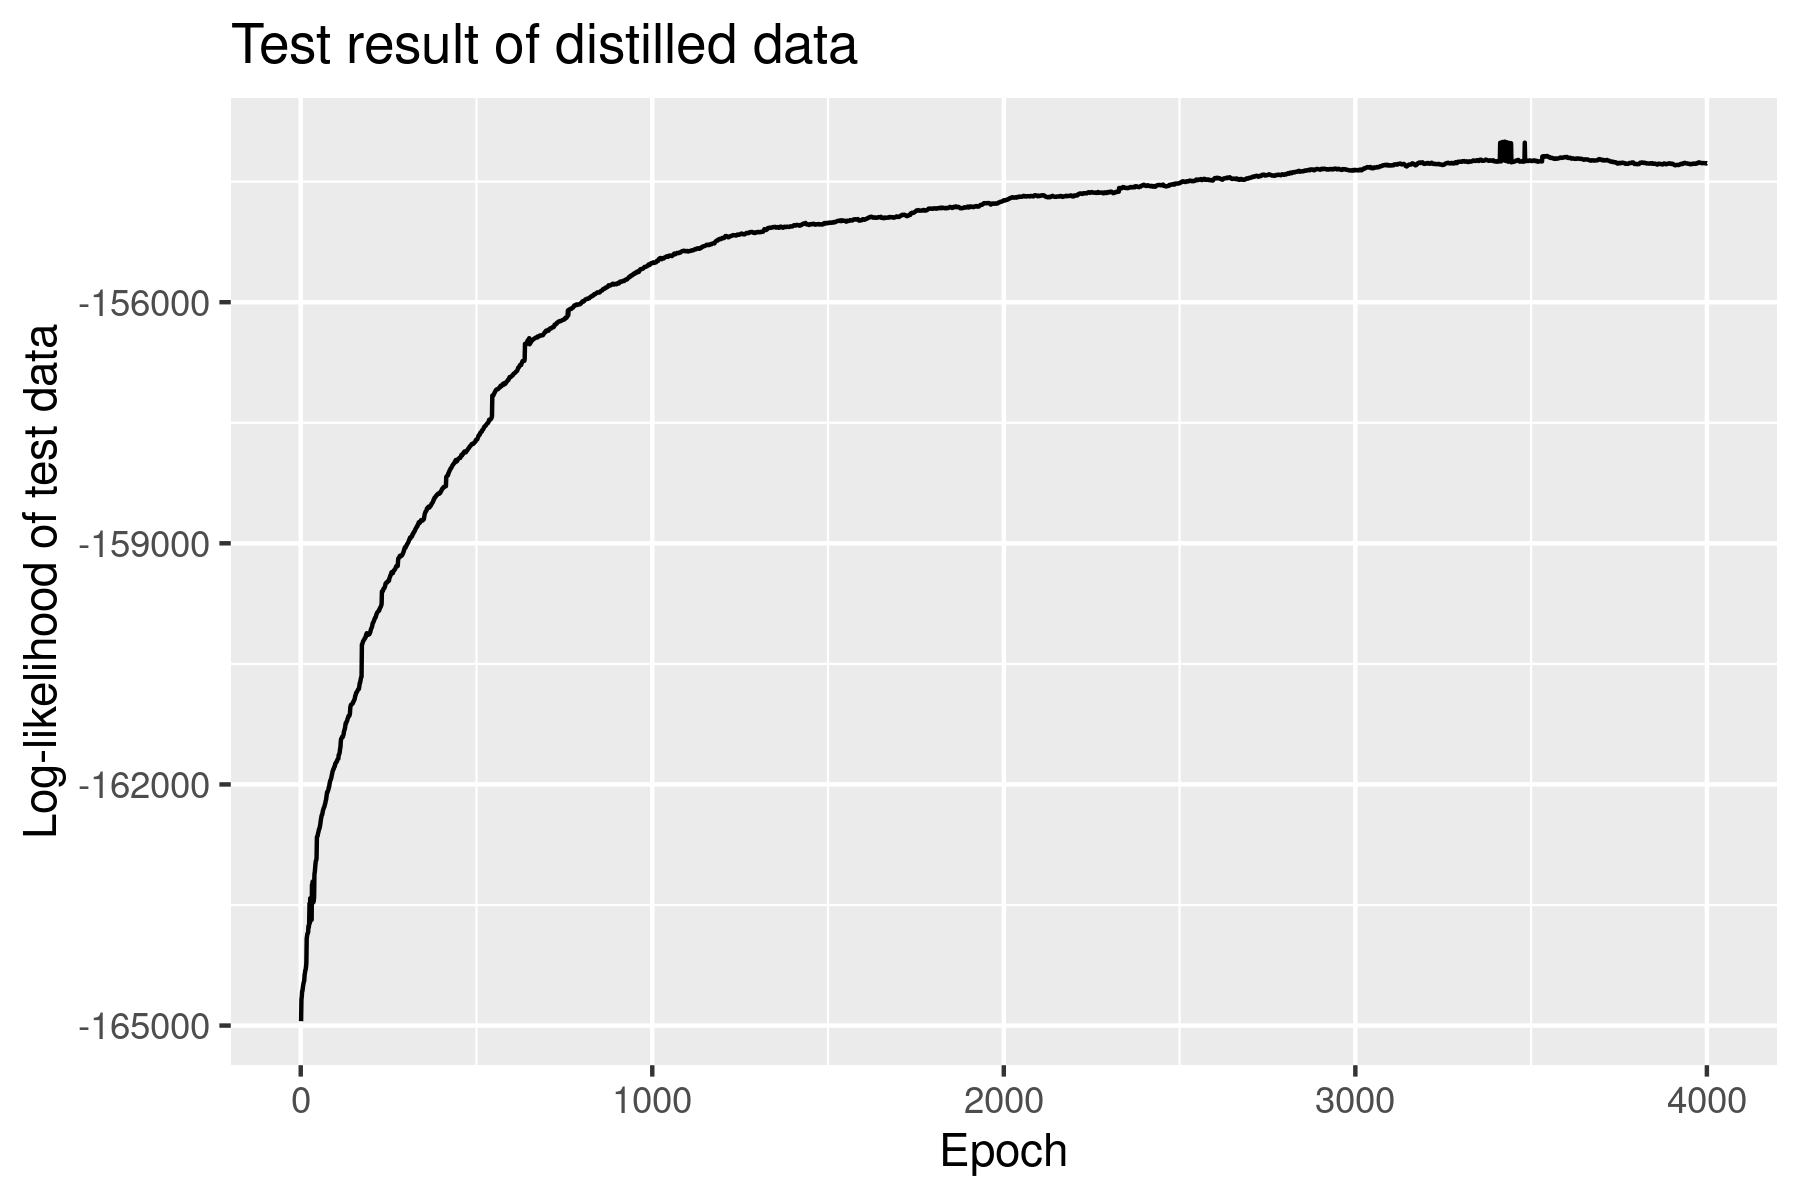 Test result of distilled data
Log-likelihood of test data
-156000
-159000
-162000
-165000
0 1000 2000 3000 4000
Epoch